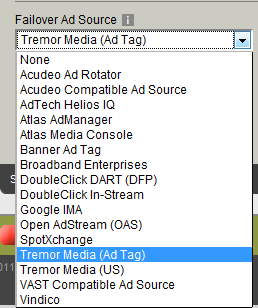 Failover Ad Source
Tremor Media (Ad Tag)
None
Acudeo Ad Rotator
Acudeo Compatible Ad Source
AdTech Helios IQ
Atlas AdManager
Atlas Media Console
Banner Ad Tag
Broadband Enterprises
DoubleClick DART (DFP)
DoubleClick In-Stream
Google IMA
Open AdStream (OAS)
SpotXchange
Tremor Media (Ad Tag)
Tremor Media (US)
VAST Compatible Ad Source
Vindico